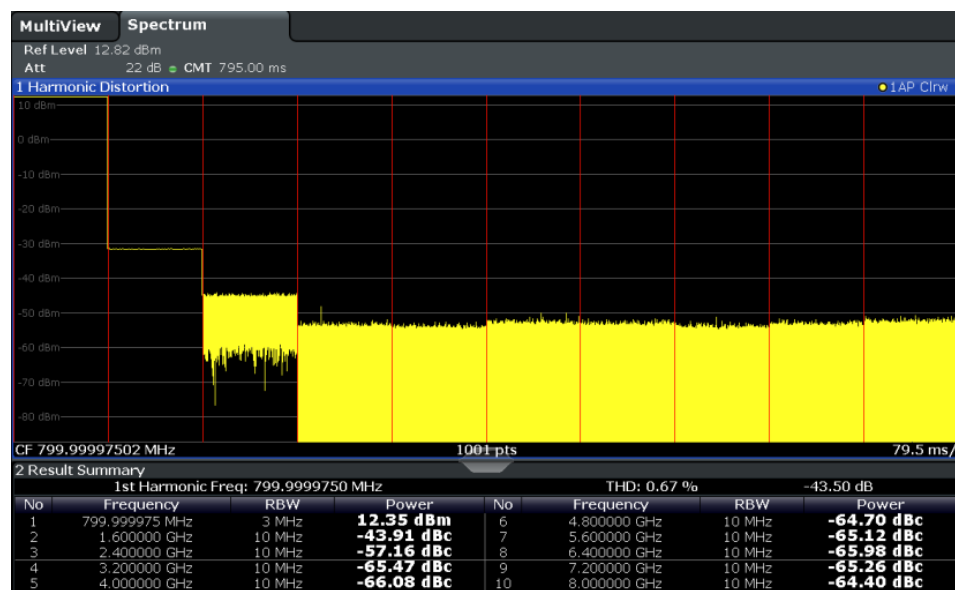 MultiView Spectrum
Ref Level 12.82 dBm
Att 22 dB CMT 795.00 ms
1 Harmonic Distortion 1AP Clrw
10 dBm
0 dBm
-10 dBm
-20 dBm
-30 dBm
-40 dBm
-50 dBm
-60 dBm
-70 dBm
-80 dBm
CF 799.99997502 MHz 1001 pts 79.5 ms/
2 Result Summary
1st Harmonic Freq: 799.9999750 MHz THD: 0.67 % -43.50 dB
No Frequency RBW Power No Frequency RBW Power
1 799.999975 MHz 3 MHz 12.35 dBm 6 4.800000 GHz 10 MHz -64.70 dBc
2 1.600000 GHz 10 MHz -43.91 dBc 7 5.600000 GHz 10 MHz -65.12 dBc
3 2.400000 GHz 10 MHz -57.16 dBc 8 6.400000 GHz 10 MHz -65.98 dBc
4 3.200000 GHz 10 MHz -65.47 dBc 9 7.200000 GHz 10 MHz -65.26 dBc
5 4.000000 GHz 10 MHz -66.08 dBc 10 8.000000 GHz 10 MHz -64.40 dBc